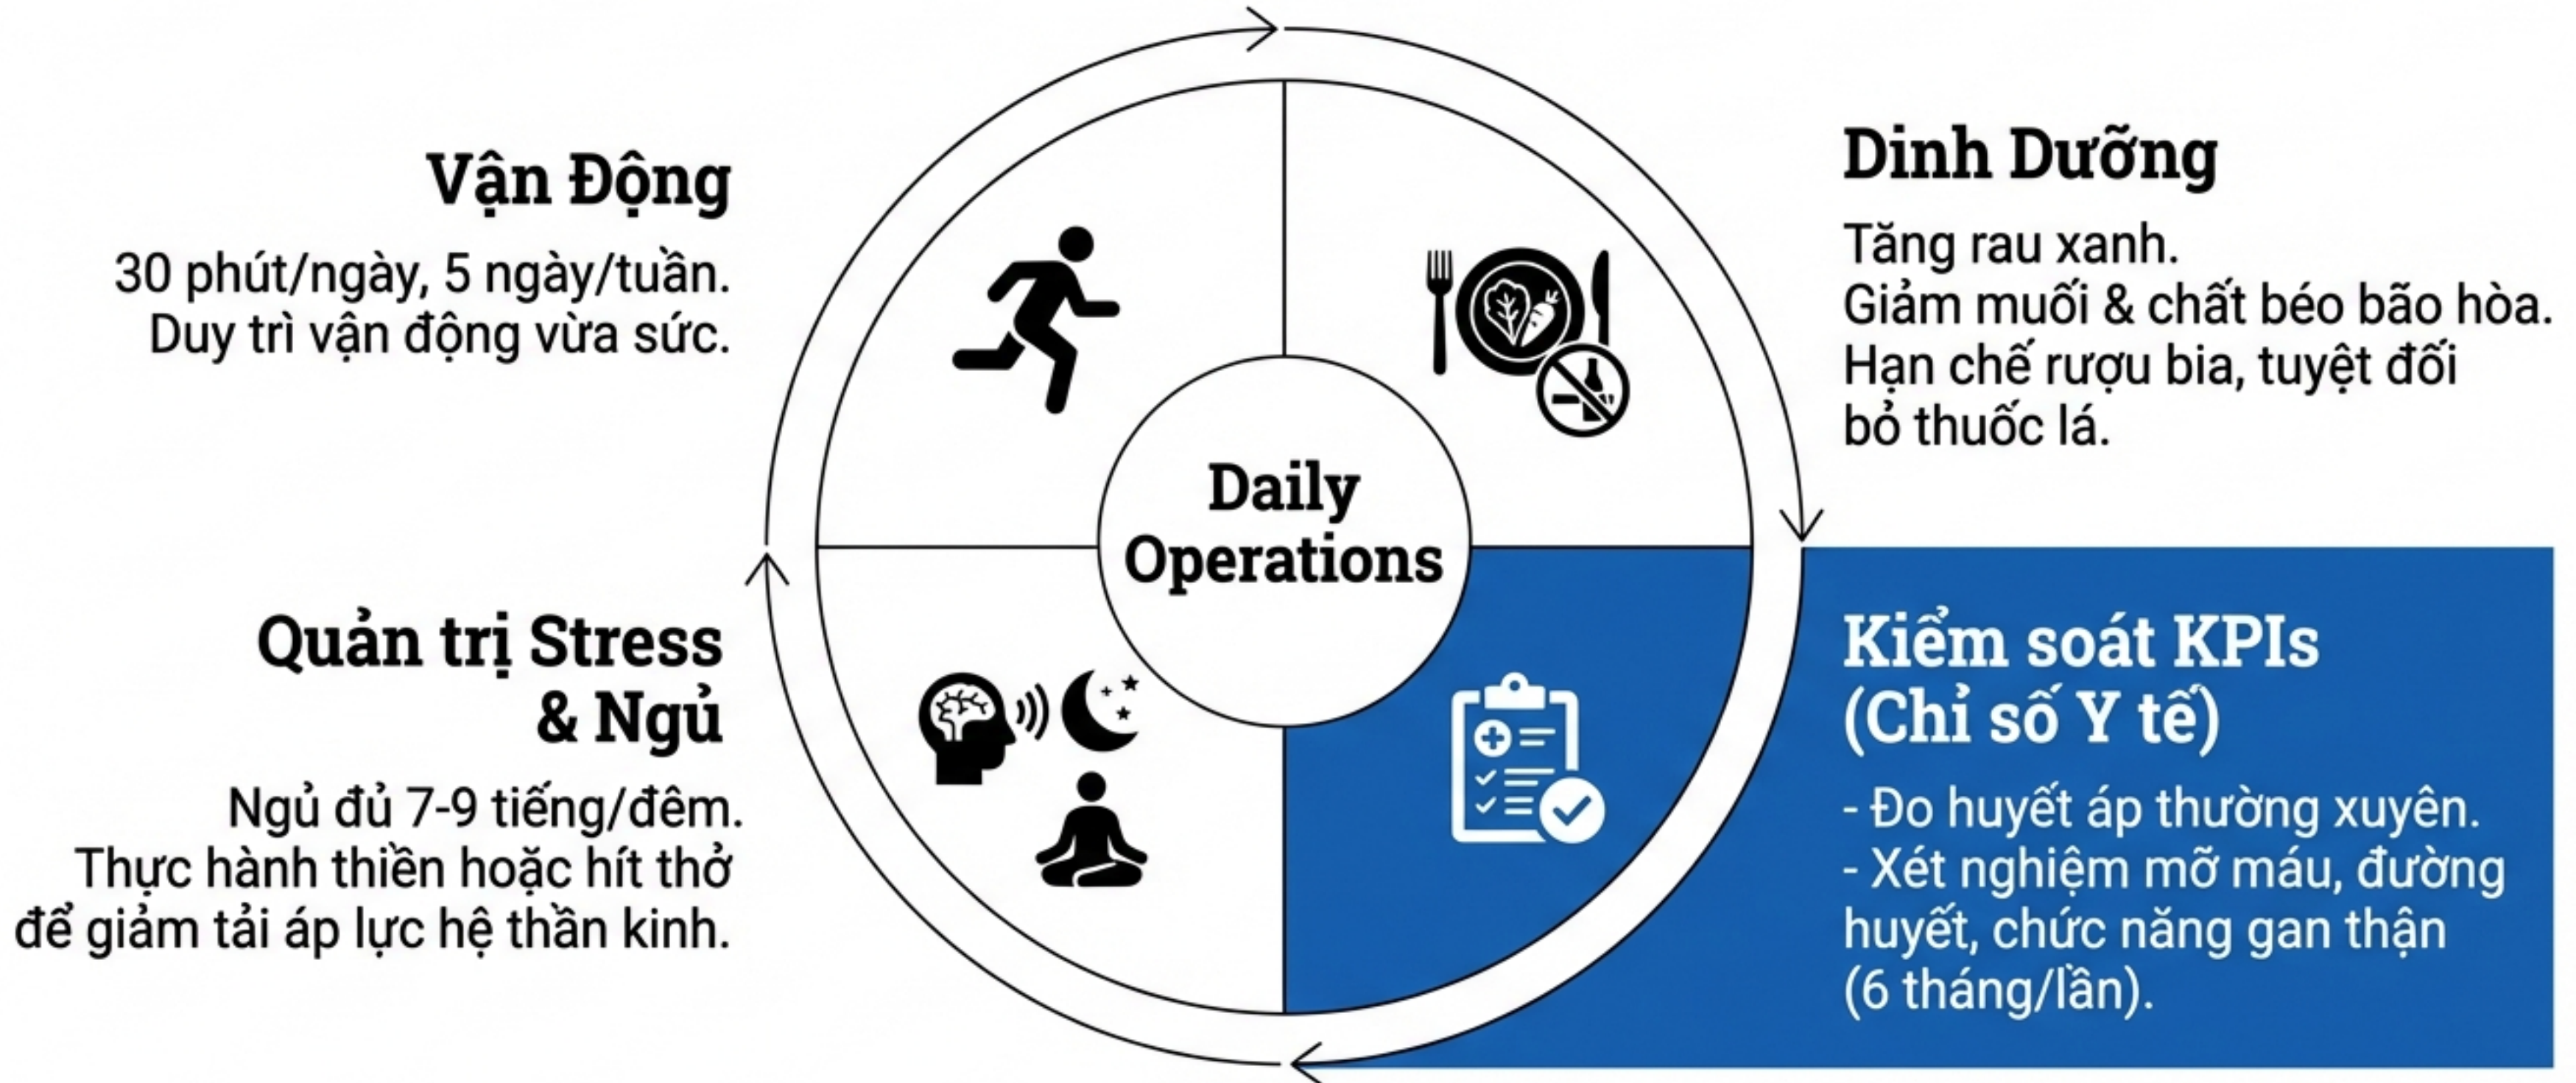 Vận Động
30 phút/ngày, 5 ngày/tuần.
Duy trì vận động vừa sức.
Dinh Dưỡng
Tăng rau xanh.
Giảm muối & chất béo bão hòa.
Hạn chế rượu bia, tuyệt đối
bỏ thuốc lá.
Daily
Operations
Quản trị Stress
& Ngủ
Ngủ đủ 7-9 tiếng/đêm.
Thực hành thiền hoặc hít thở
để giảm tải áp lực hệ thần kinh.
Kiểm soát KPIs
(Chỉ số Y tế)
- Đo huyết áp thường xuyên.
- Xét nghiệm mỡ máu, đường
huyết, chức năng gan thận
(6 tháng/lần).